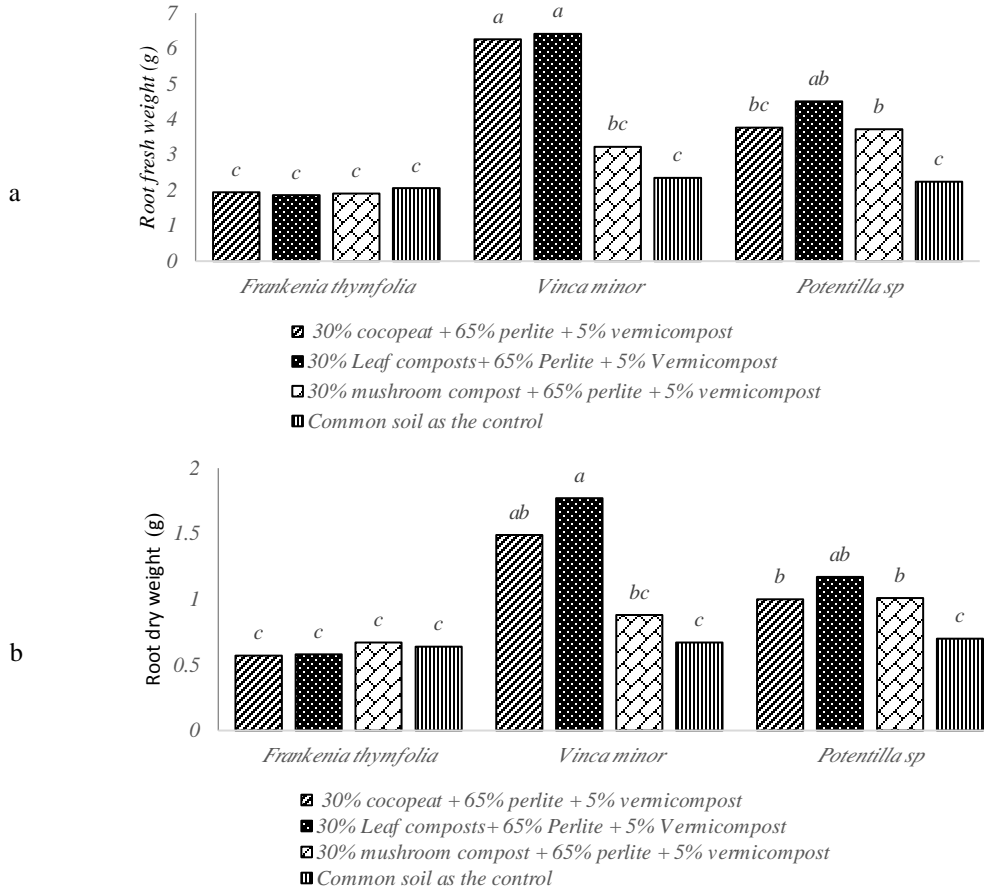 a
Root fresh weight (g)
7
6
5
4
3
2
1
0
c
c
c
c
a
a
bc
c
bc
ab
b
c
Frankenia thymfolia
Vinca minor
Potentilla sp
30% cocopeat + 65% perlite + 5% vermicompost
30% Leaf composts+ 65% Perlite + 5% Vermicompost
30% mushroom compost + 65% perlite + 5% vermicompost
Common soil as the control
b
Root dry weight (g)
2
1.5
1
0.5
0
c
c
c
c
ab
a
bc
c
b
ab
b
c
Frankenia thymfolia
Vinca minor
Potentilla sp
30% cocopeat + 65% perlite + 5% vermicompost
30% Leaf composts+ 65% Perlite + 5% Vermicompost
30% mushroom compost + 65% perlite + 5% vermicompost
Common soil as the control